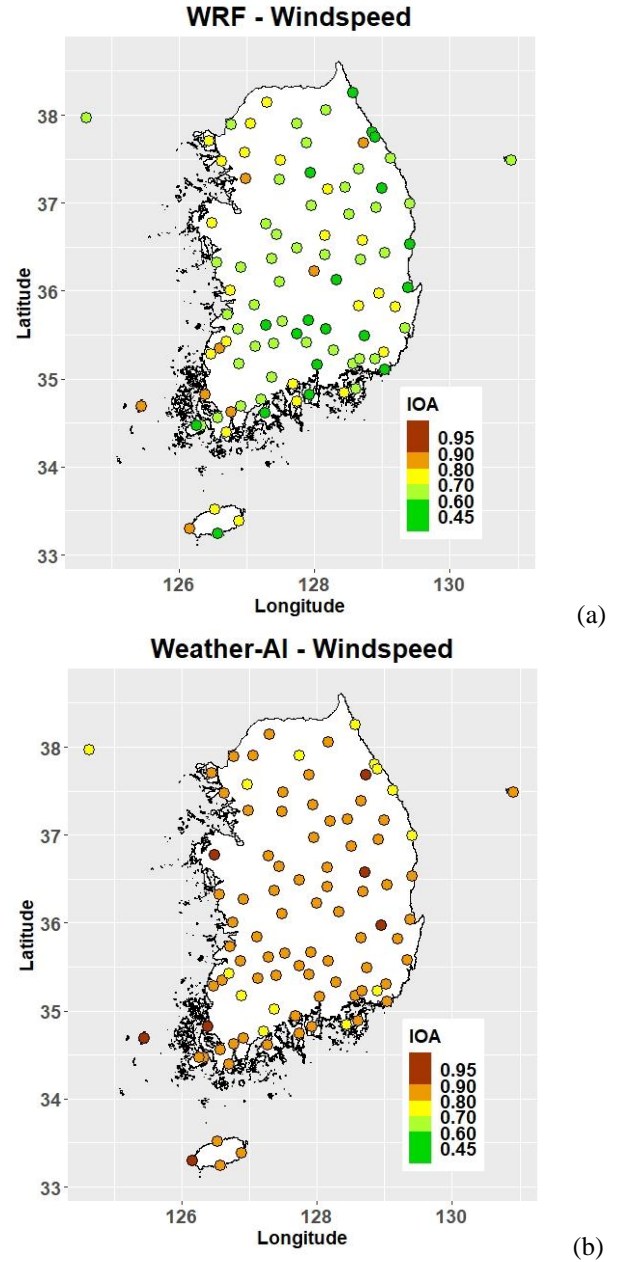 WRF - Windspeed
38
37
36
35
34
33
Latitude
IOA
0.95
0.90
0.80
0.70
0.60
0.45
126 128 130
Longitude
(a)
Weather-AI - Windspeed
38
37
36
35
34
33
Latitude
IOA
0.95
0.90
0.80
0.70
0.60
0.45
126 128 130
Longitude
(b)